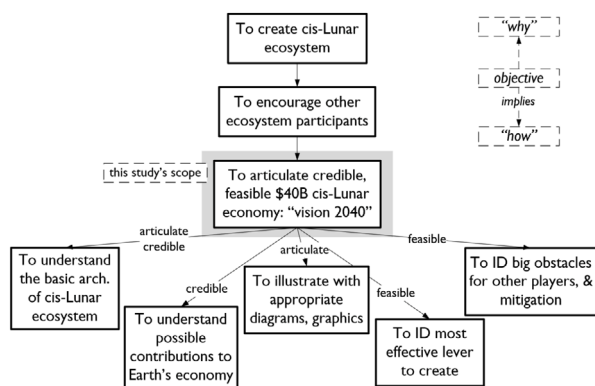 To create cis-Lunar
ecosystem
"why"
objective
implies
"how"
To encourage other
ecosystem participants
this study's scope
To articulate credible,
feasible $40B cis-Lunar
economy: "vision 2040"
articulate
credible
credible
articulate
feasible
feasible
To understand
the basic arch.
of cis-Lunar
ecosystem
To understand
possible
contributions to
Earth's economy
To illustrate with
appropriate
diagrams, graphics
To ID most
effective lever
to create
To ID big obstacles
for other players, &
mitigation